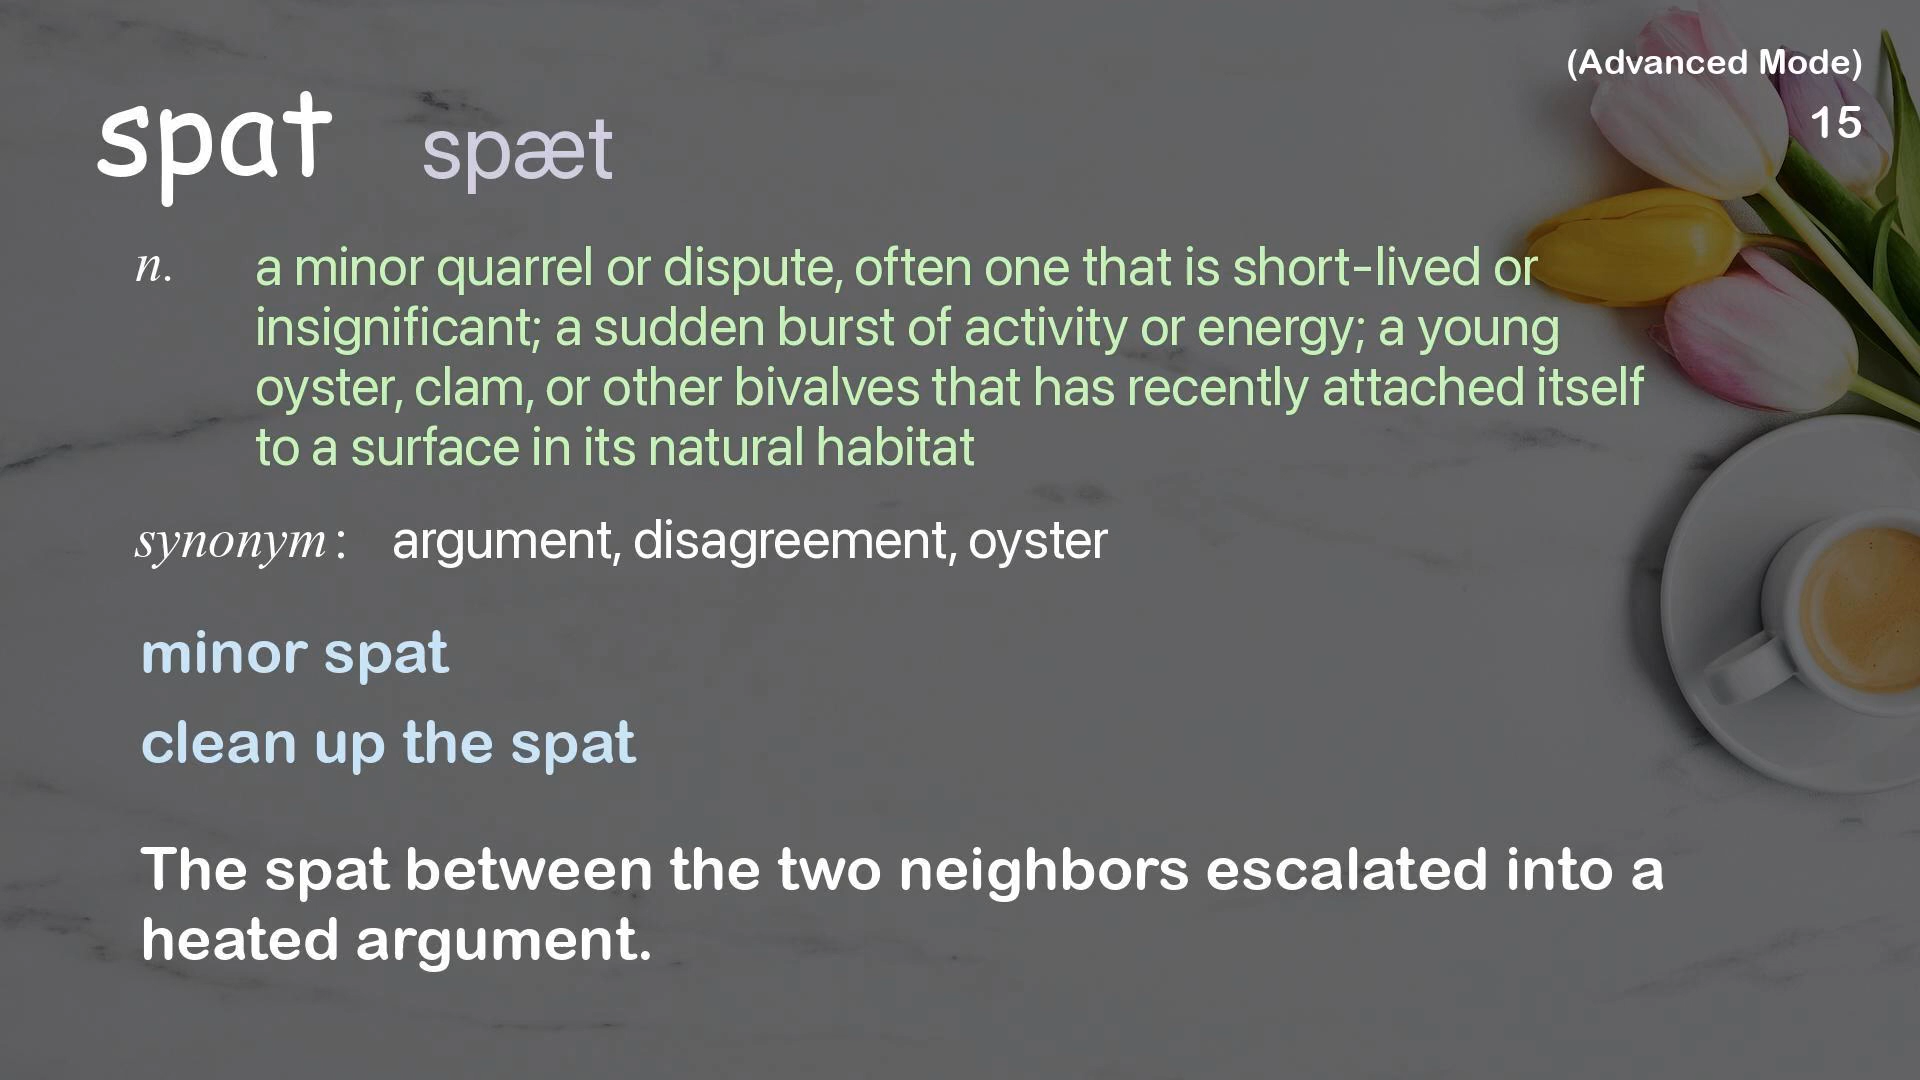 (Advanced Mode)
15
spat spæt
n. a minor quarrel or dispute, often one that is short-lived or
insignificant; a sudden burst of activity or energy; a young
oyster, clam, or other bivalves that has recently attached itself
to a surface in its natural habitat
synonym: argument, disagreement, oyster
minor spat
clean up the spat
The spat between the two neighbors escalated into a
heated argument.